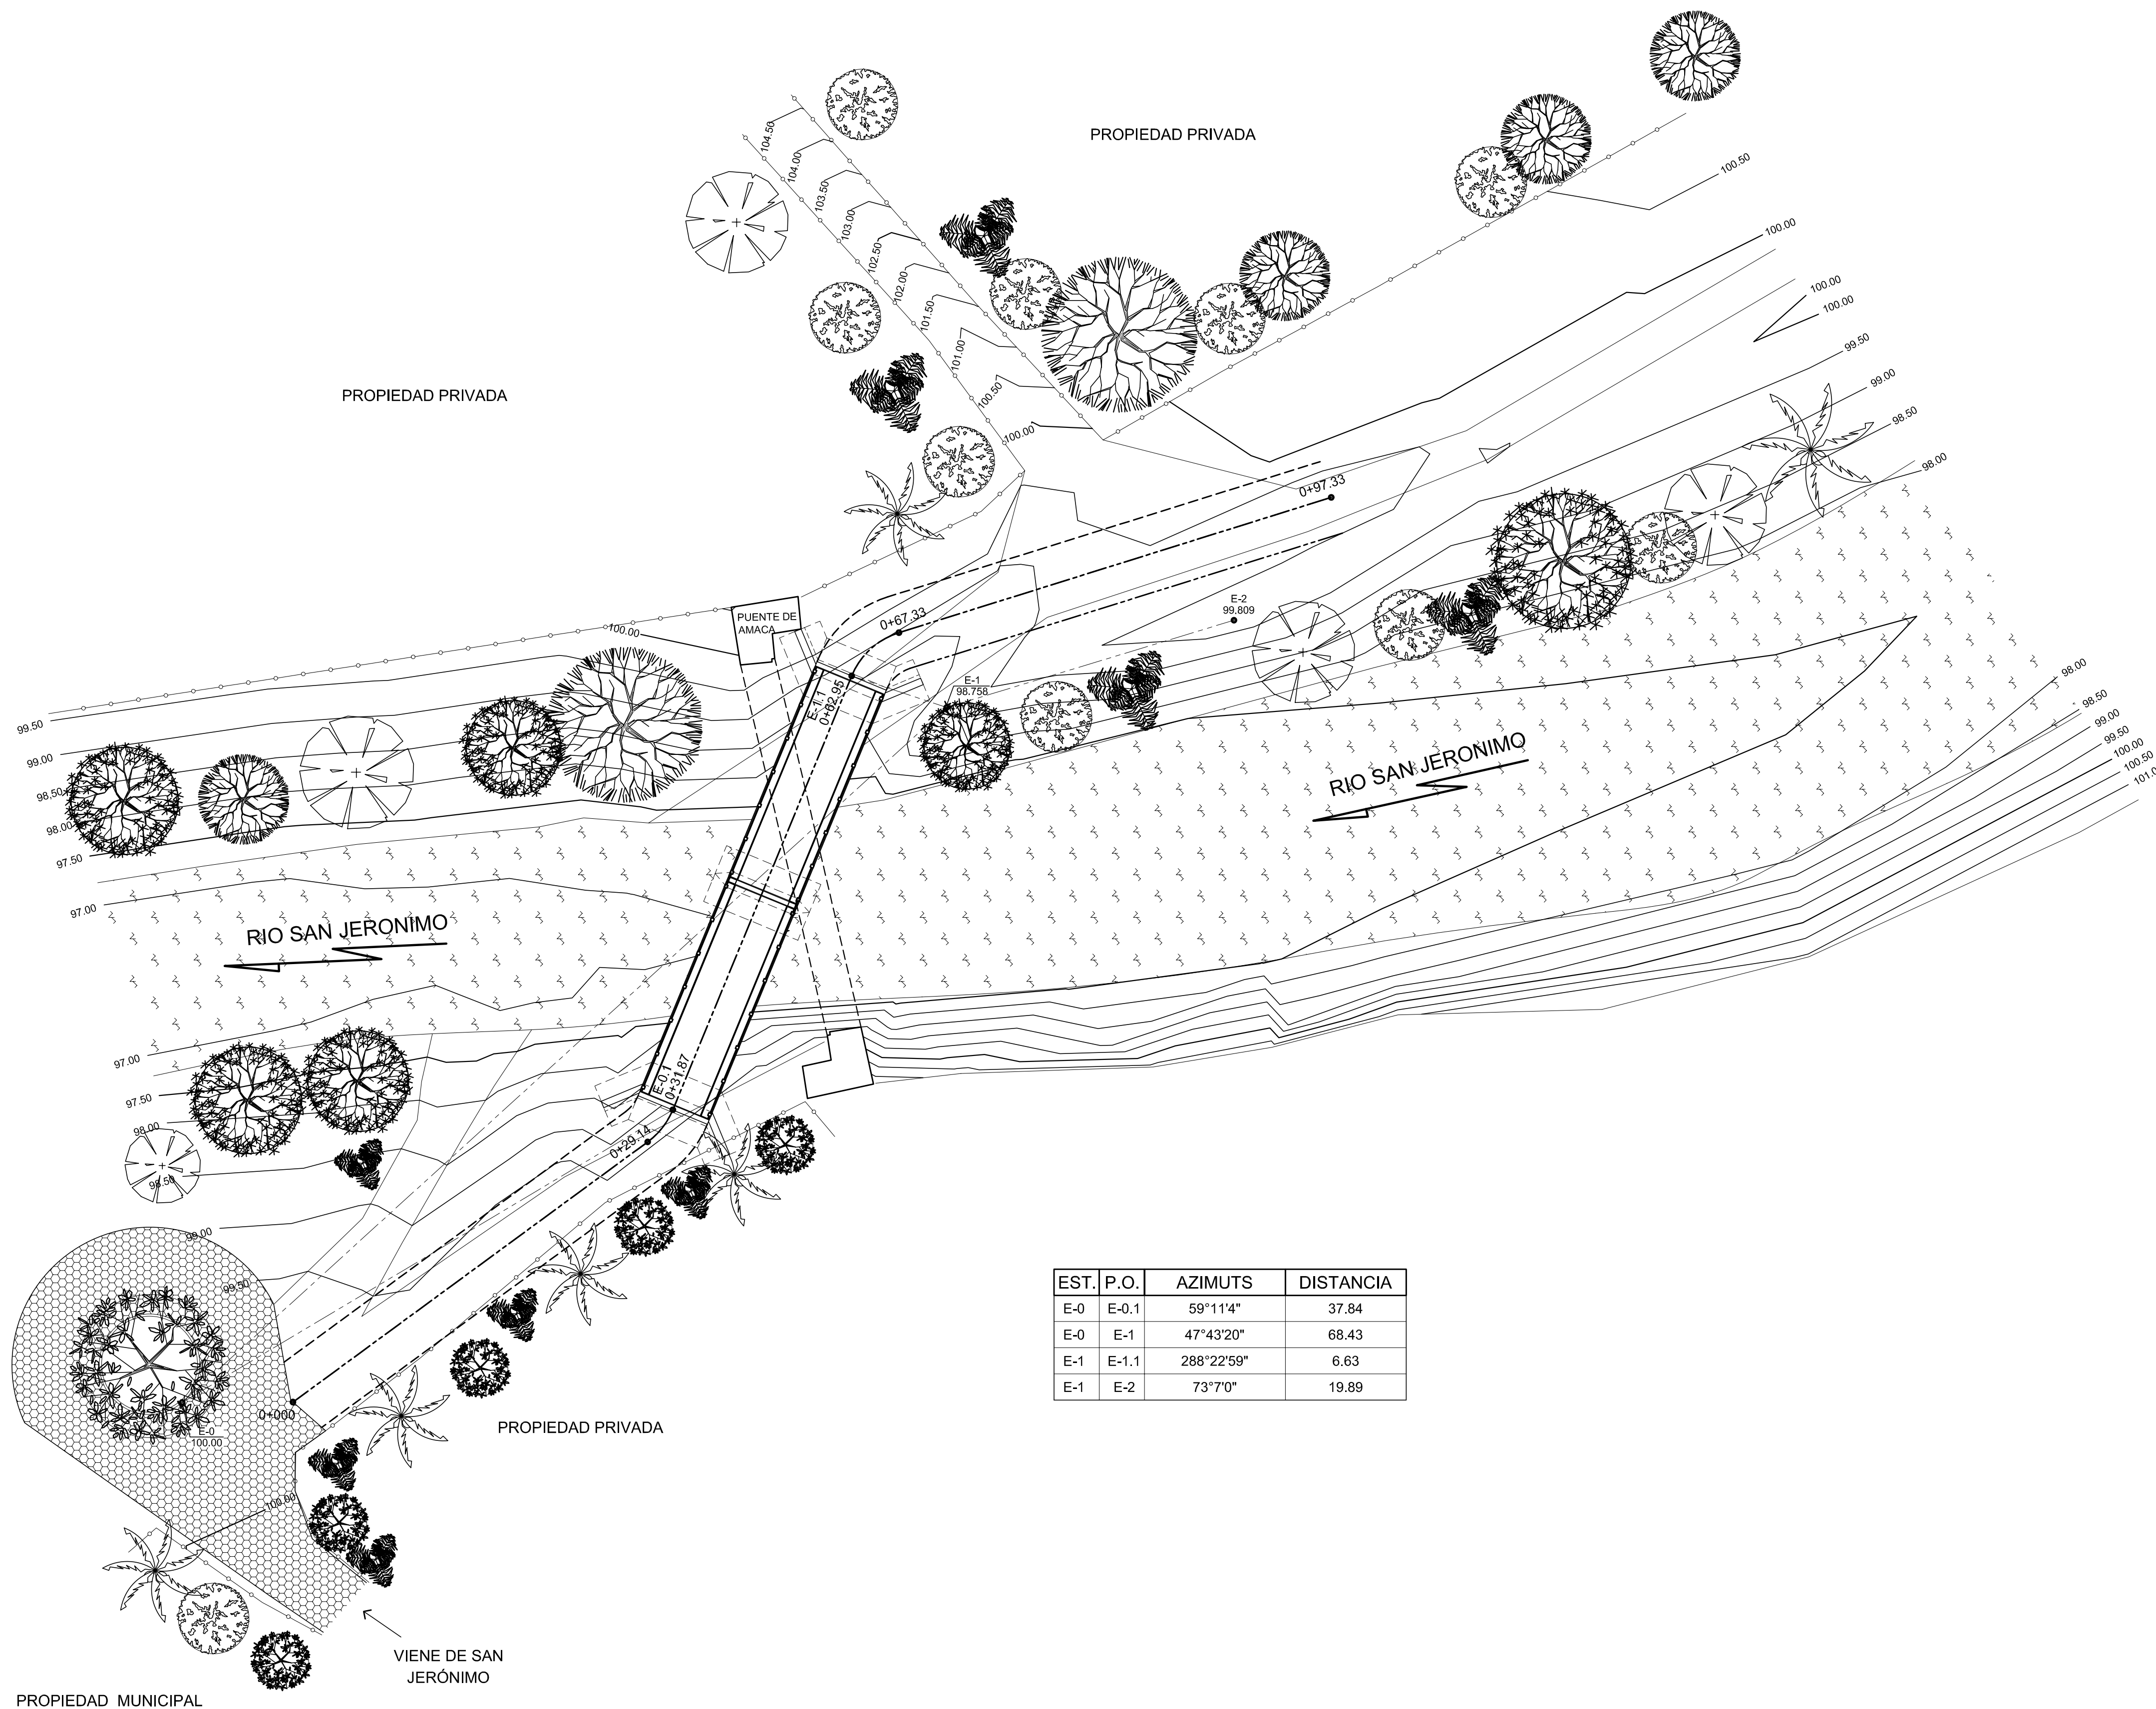 PROPIEDAD PRIVADA
104.50
104.00
103.50
103.00
102.50
102.00
101.50
101.00
100.50
100.00
100.50
100.00
100.00
100.00
99.50
99.00
98.50
98.00
PROPIEDAD PRIVADA
0+97.33
PUENTE DE
AMACA
100.00
0+67.33
E-2
99.809
E-1
98.758
E-1.1
0+62.95
99.50
99.00
98.50
98.00
97.50
97.00
RIO SAN JERONIMO
RIO SAN JERONIMO
98.00
98.50
99.00
99.50
100.00
100.50
97.00
97.50
98.00
98.50
99.00
99.50
E-0.1
0+31.87
0+29.14
0+000
E-0
100.00
100.00
PROPIEDAD PRIVADA
EST. P.O. AZIMUTS DISTANCIA
E-0 E-0.1 59°11'4" 37.84
E-0 E-1 47°43'20" 68.43
E-1 E-1.1 288°22'59" 6.63
E-1 E-2 73°7'0" 19.89
VIENE DE SAN
JERÓNIMO
PROPIEDAD MUNICIPAL